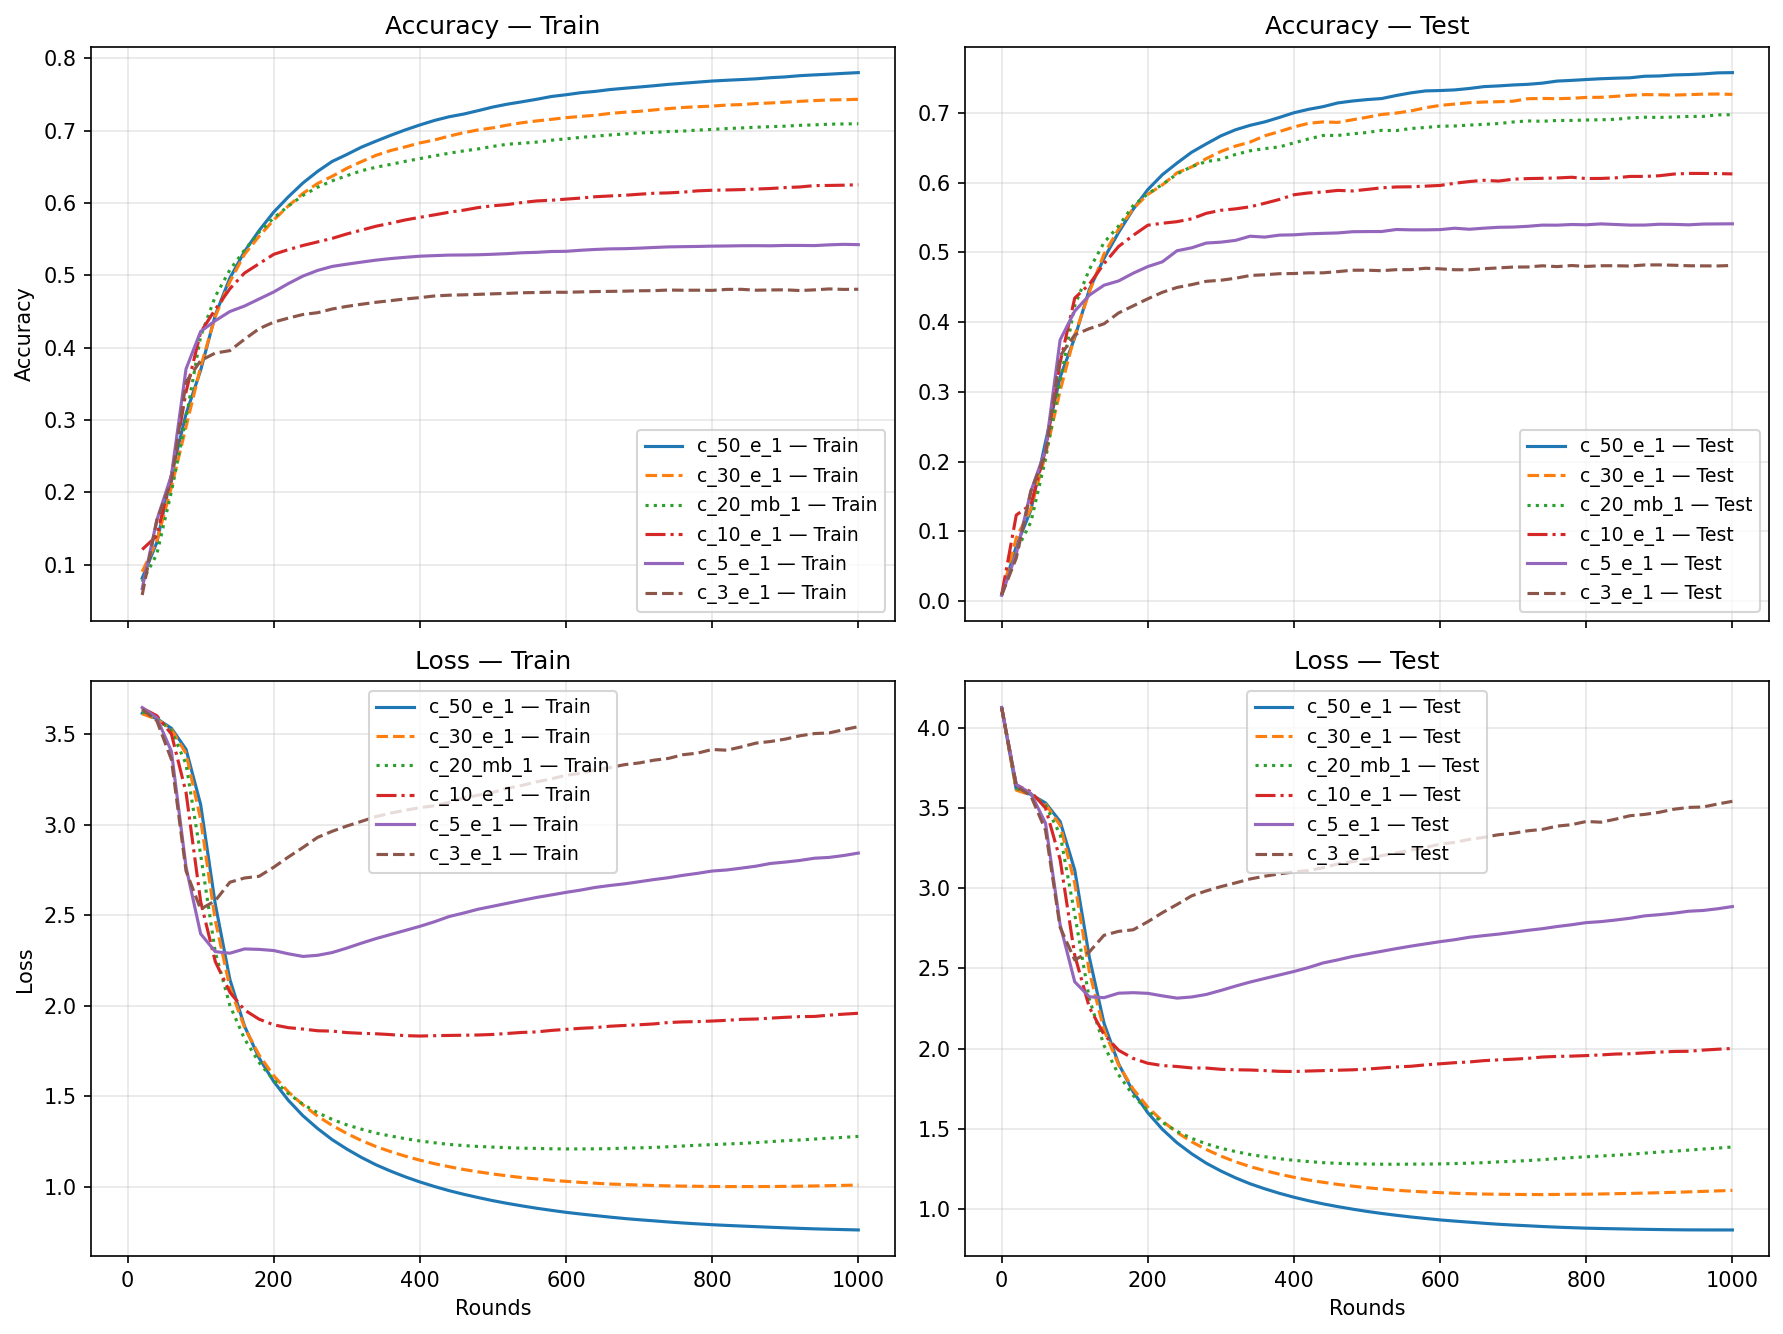 Accuracy — Train
Accuracy
0.8
0.7
0.6
0.5
0.4
0.3
0.2
0.1
c_50_e_1 — Train
c_30_e_1 — Train
c_20_mb_1 — Train
c_10_e_1 — Train
c_5_e_1 — Train
c_3_e_1 — Train
Accuracy — Test
0.7
0.6
0.5
0.4
0.3
0.2
0.1
0.0
c_50_e_1 — Test
c_30_e_1 — Test
c_20_mb_1 — Test
c_10_e_1 — Test
c_5_e_1 — Test
c_3_e_1 — Test
Loss — Train
Loss
3.5
3.0
2.5
2.0
1.5
1.0
c_50_e_1 — Train
c_30_e_1 — Train
c_20_mb_1 — Train
c_10_e_1 — Train
c_5_e_1 — Train
c_3_e_1 — Train
0 200 400 600 800 1000
Rounds
Loss — Test
4.0
3.5
3.0
2.5
2.0
1.5
1.0
c_50_e_1 — Test
c_30_e_1 — Test
c_20_mb_1 — Test
c_10_e_1 — Test
c_5_e_1 — Test
c_3_e_1 — Test
0 200 400 600 800 1000
Rounds